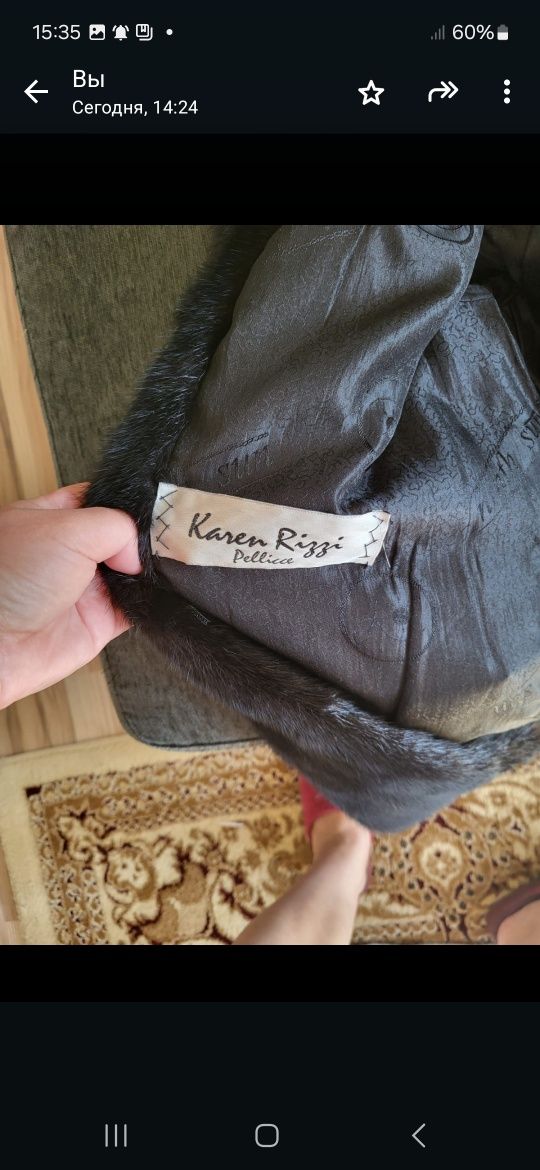 15:35
60%
Вы
Сегодня, 14:24
Karen Rizzi
Pellicce